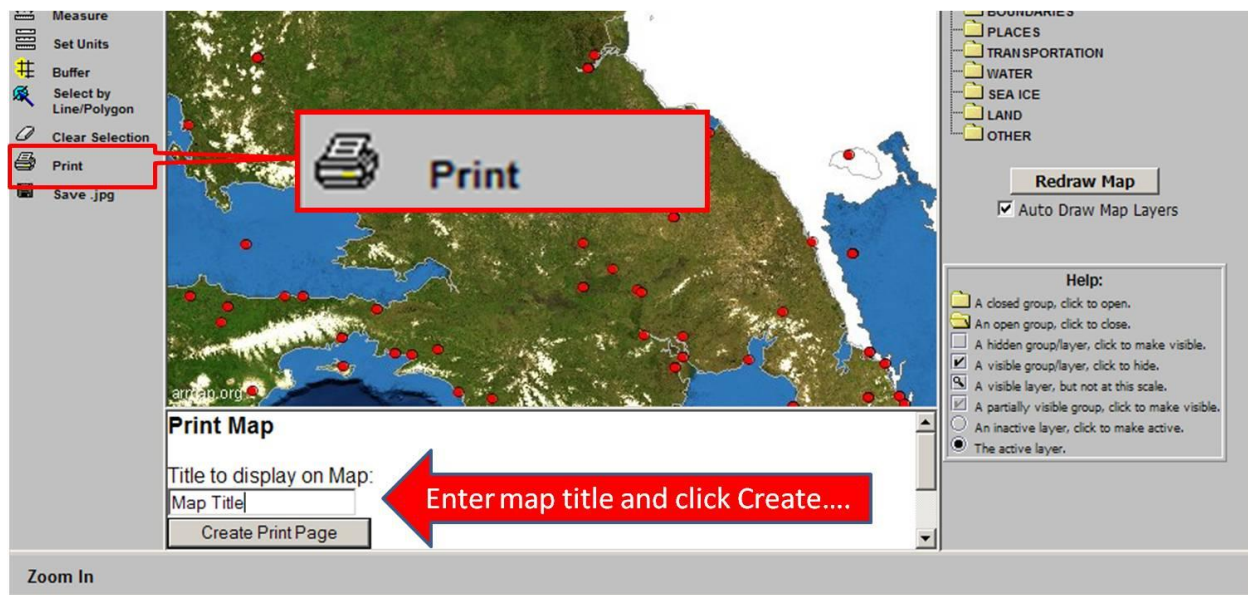 Measure
Set Units
Buffer
Select by
Line/Polygon
Clear Selection
Print
Save .jpg
Print
armap.org
BOUNDARIES
PLACES
TRANSPORTATION
WATER
SEA ICE
LAND
OTHER
Redraw Map
Auto Draw Map Layers
Help:
A closed group, click to open.
An open group, click to close.
A hidden group/layer, click to make visible.
A visible group/layer, click to hide.
A visible layer, but not at this scale.
A partially visible group, click to make visible.
An inactive layer, click to make active.
The active layer.
Print Map
Title to display on Map:
Map Title
Create Print Page
Enter map title and click Create....
Zoom In